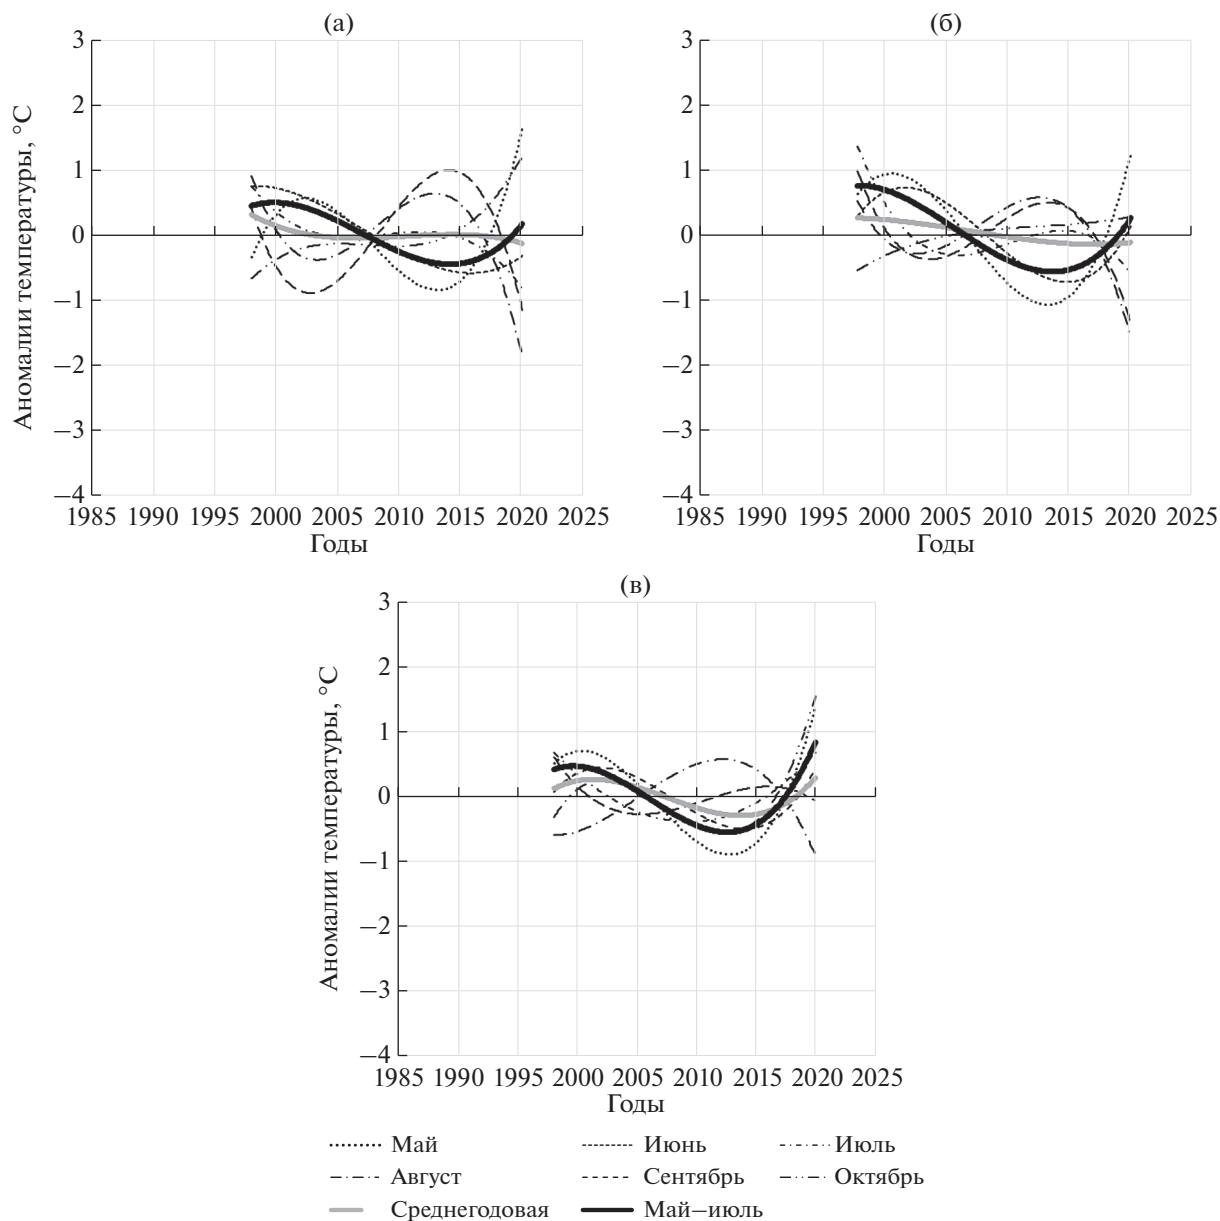 (а)
3
2
1
0
−1
−2
−3
−4
Аномалии температуры, °C
1985 1990 1995 2000 2005 2010 2015 2020 2025
Годы
(б)
3
2
1
0
−1
−2
−3
−4
1985 1990 1995 2000 2005 2010 2015 2020 2025
Годы
(в)
3
2
1
0
−1
−2
−3
−4
Аномалии температуры, °C
1985 1990 1995 2000 2005 2010 2015 2020 2025
Годы
Май Июнь Июль
Август Сентябрь Октябрь
Среднегодовая Май−июль